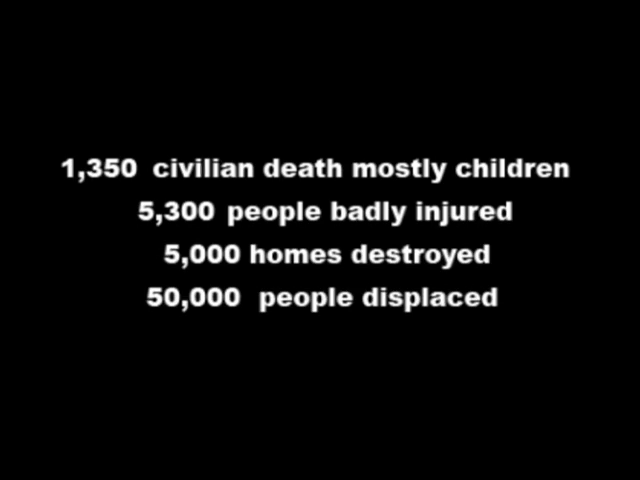 1,350 civilian death mostly children
5,300 people badly injured
5,000 homes destroyed
50,000 people displaced